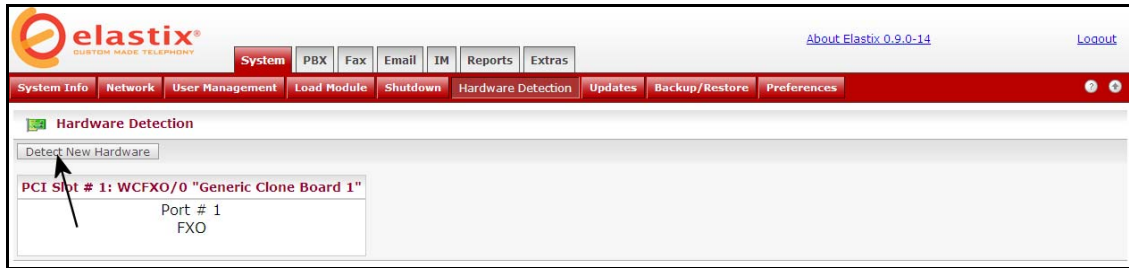 elastix®
CUSTOM MADE TELEPHONY
System PBX Fax Email IM Reports Extras
About Elastix 0.9.0-14
Logout
System Info Network User Management Load Module Shutdown Hardware Detection Updates Backup/Restore Preferences
Hardware Detection
Detect New Hardware
PCI Slot # 1: WCFXO/0 "Generic Clone Board 1"
Port # 1
FXO